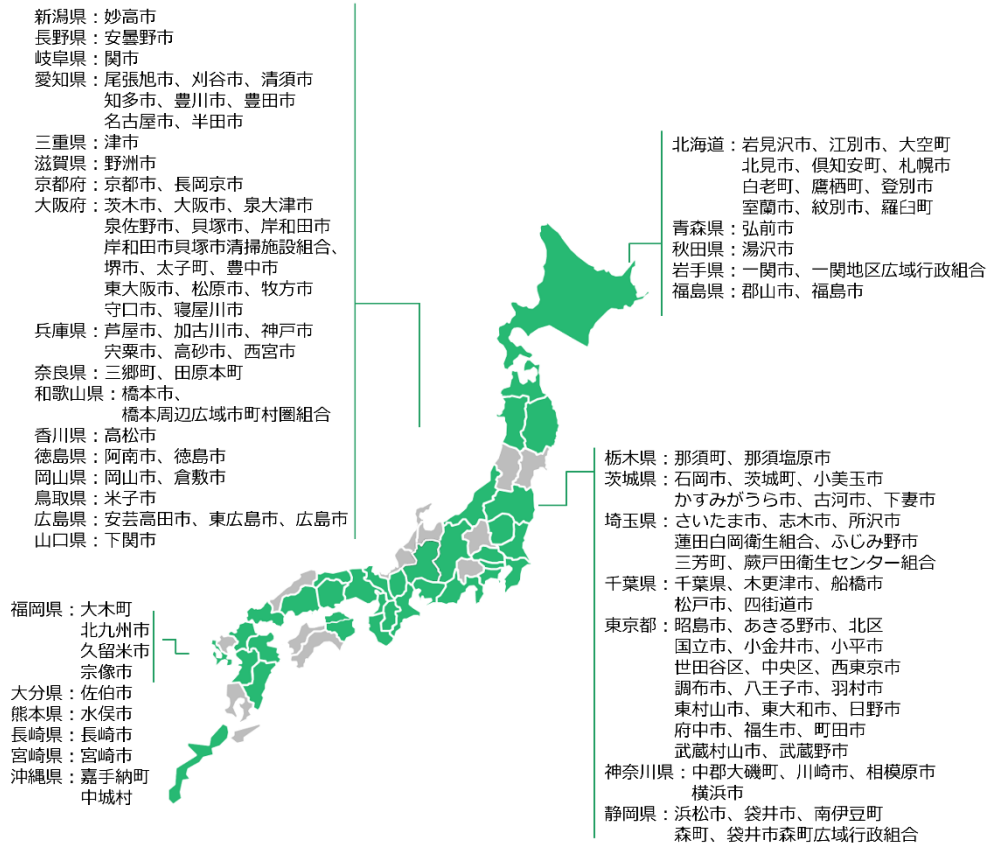 新潟県：妙高市
長野県：安曇野市
岐阜県：関市
愛知県：尾張旭市、刈谷市、清須市
知多市、豊川市、豊田市
名古屋市、半田市
三重県：津市
滋賀県：野洲市
京都府：京都市、長岡京市
大阪府：茨木市、大阪市、泉大津市
泉佐野市、貝塚市、岸和田市
岸和田市貝塚市清掃施設組合、
堺市、太子町、豊中市
東大阪市、松原市、牧方市
守口市、寝屋川市
兵庫県：芦屋市、加古川市、神戸市
宍粟市、高砂市、西宮市
奈良県：三郷町、田原本町
和歌山県：橋本市、
橋本周辺広域市町村圏組合
香川県：高松市
徳島県：阿南市、徳島市
岡山県：岡山市、倉敷市
鳥取県：米子市
広島県：安芸高田市、東広島市、広島市
山口県：下関市
福岡県：大木町
北九州市
久留米市
宗像市
大分県：佐伯市
熊本県：水俣市
長崎県：長崎市
宮崎県：宮崎市
沖縄県：嘉手納町
中城村
北海道：岩見沢市、江別市、大空町
北見市、倶知安町、札幌市
白老町、鷹栖町、登別市
室蘭市、紋別市、羅臼町
青森県：弘前市
秋田県：湯沢市
岩手県：一関市、一関地区広域行政組合
福島県：郡山市、福島市
栃木県：那須町、那須塩原市
茨城県：石岡市、茨城町、小美玉市
かすみがうら市、古河市、下妻市
埼玉県：さいたま市、志木市、所沢市
蓮田白岡衛生組合、ふじみ野市
三芳町、蕨戸田衛生センター組合
千葉県：千葉県、木更津市、船橋市
松戸市、四街道市
東京都：昭島市、あきる野市、北区
国立市、小金井市、小平市
世田谷区、中央区、西東京市
調布市、八王子市、羽村市
東村山市、東大和市、日野市
府中市、福生市、町田市
武蔵村山市、武蔵野市
神奈川県：中郡大磯町、川崎市、相模原市
横浜市
静岡県：浜松市、袋井市、南伊豆町
森町、袋井市森町広域行政組合